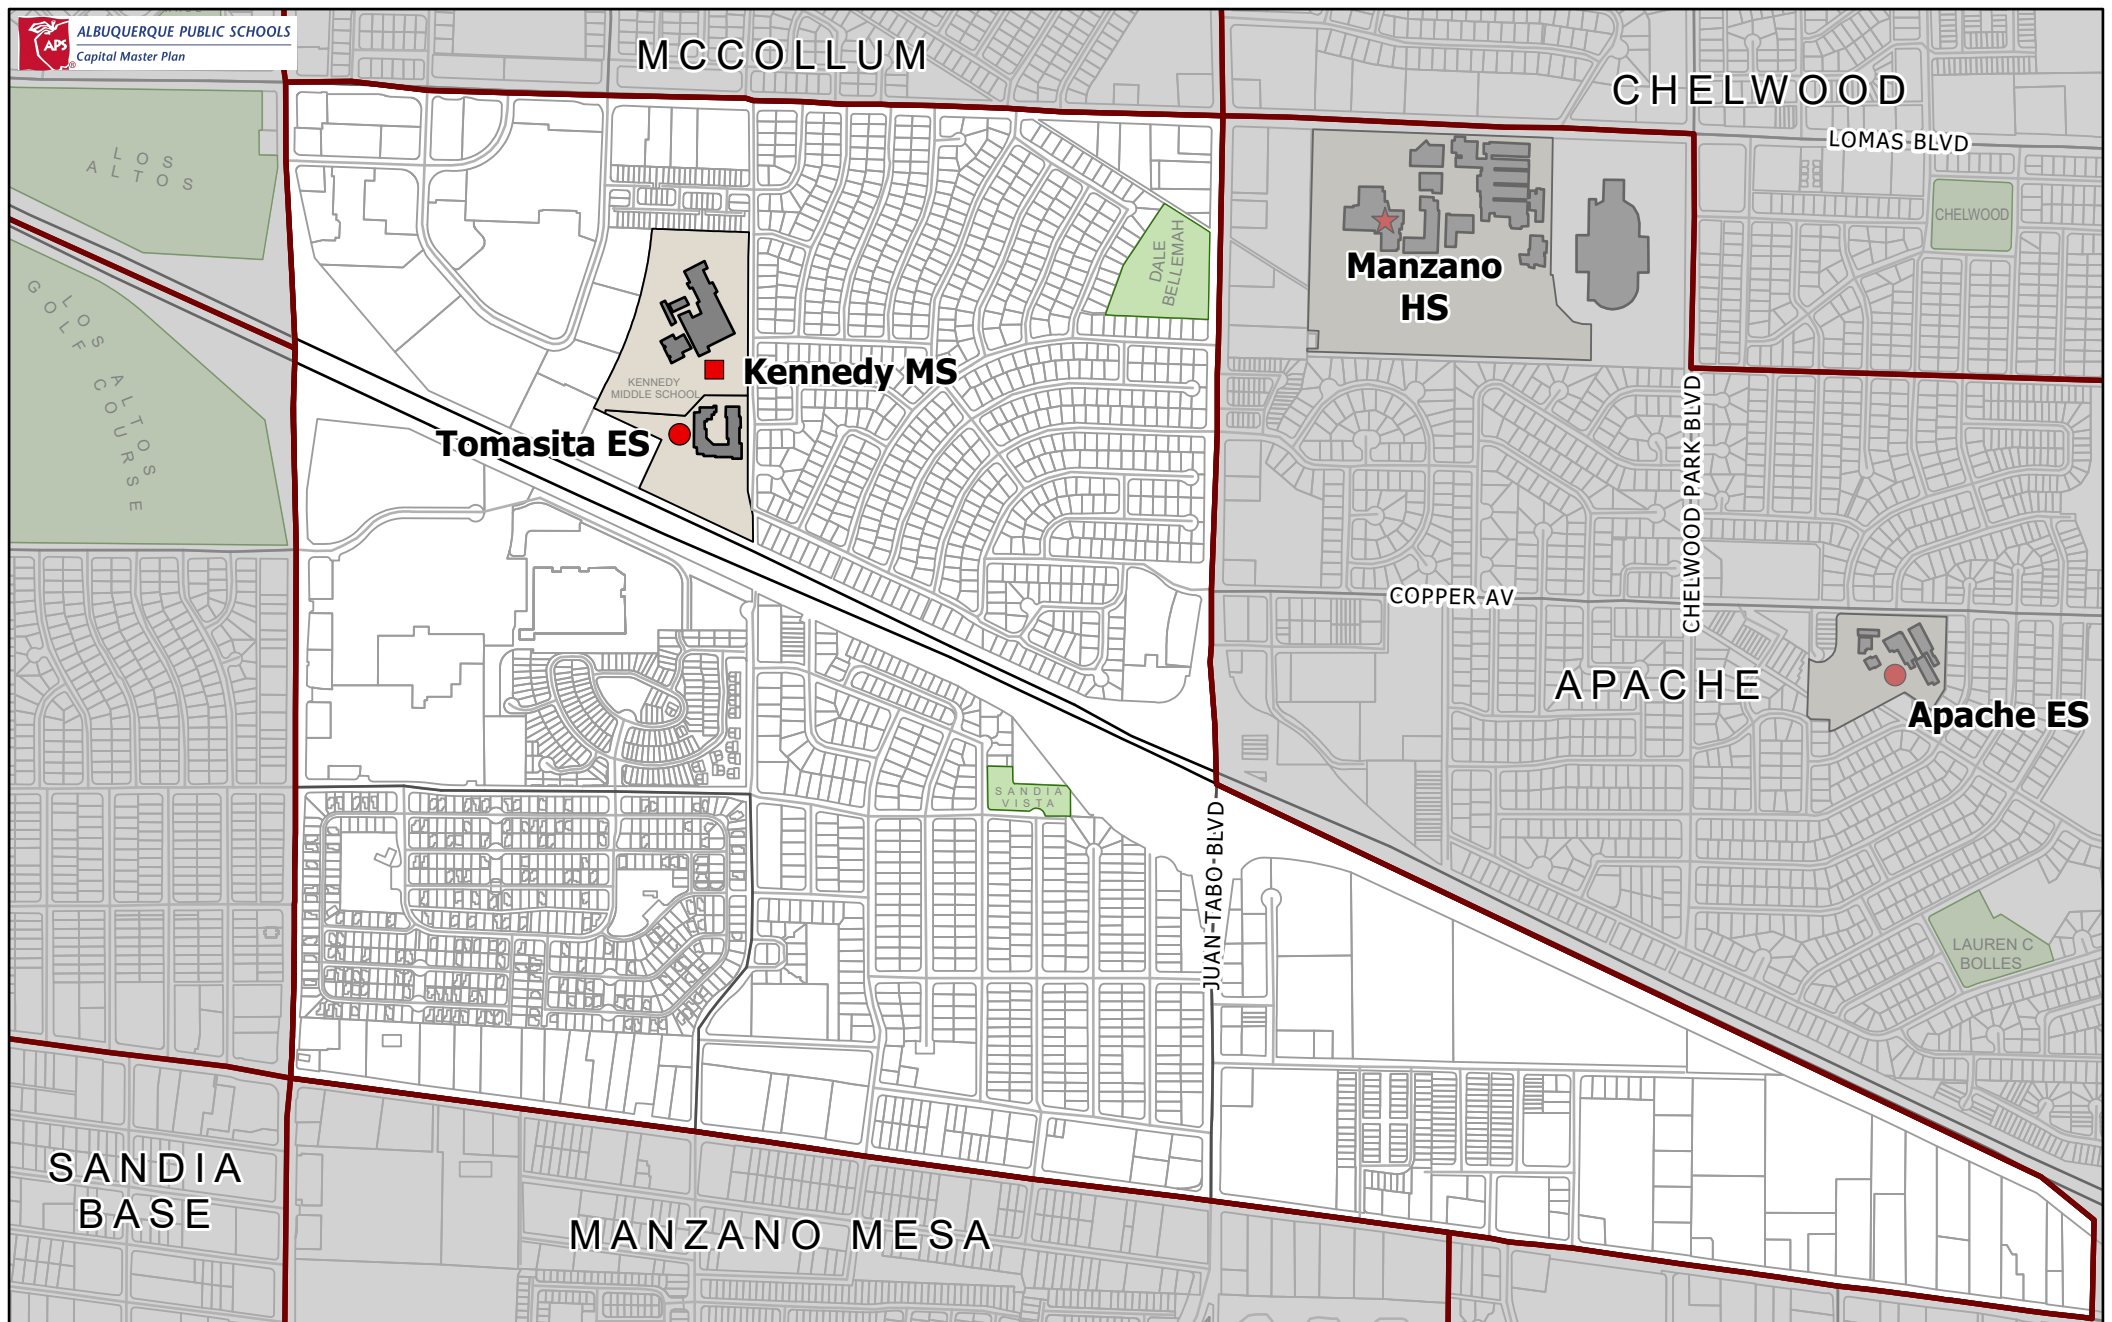 APS
®
ALBUQUERQUE PUBLIC SCHOOLS
Capital Master Plan
MCCOLLUM
CHELWOOD
LOMAS BLVD
LOS
ALTOS
CHELWOOD
DALE
BELLEMAH
Manzano
HS
LOS ALTOS
GOLF COURSE
KENNEDY
MIDDLE SCHOOL
Kennedy MS
Tomasita ES
CHELWOOD PARK BLVD
COPPER AV
APACHE
Apache ES
SANDIA
VISTA
JUAN TABO BLVD
LAUREN C
BOLLES
SANDIA
BASE
MANZANO MESA